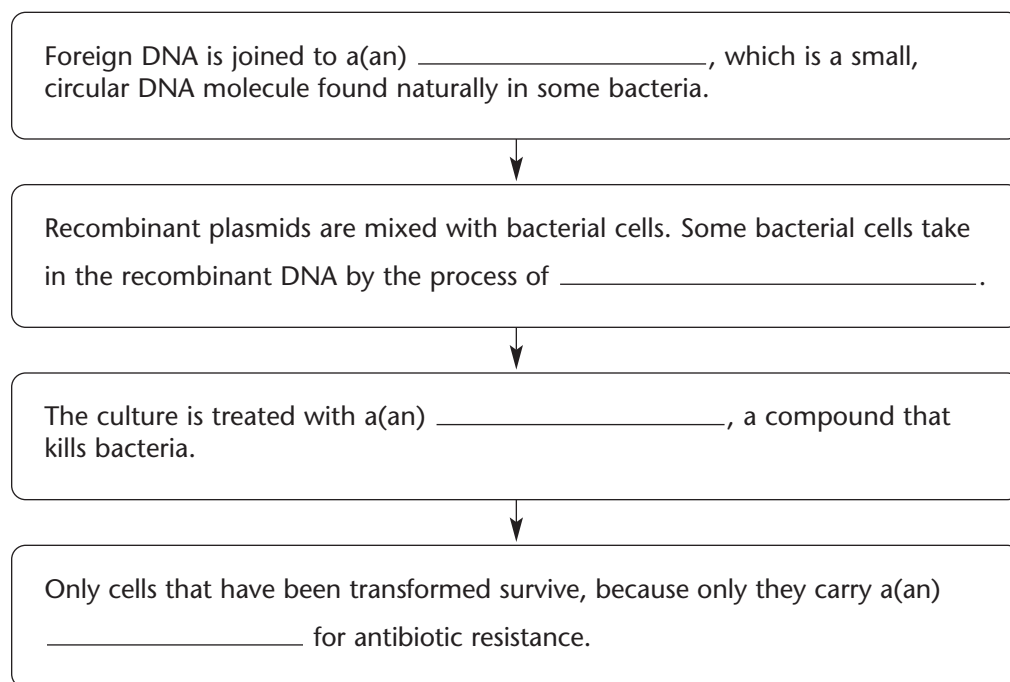 Foreign DNA is joined to a(an) ____________________, which is a small,
circular DNA molecule found naturally in some bacteria.
Recombinant plasmids are mixed with bacterial cells. Some bacterial cells take
in the recombinant DNA by the process of ____________________.
The culture is treated with a(an) ____________________, a compound that
kills bacteria.
Only cells that have been transformed survive, because only they carry a(an)
____________________ for antibiotic resistance.